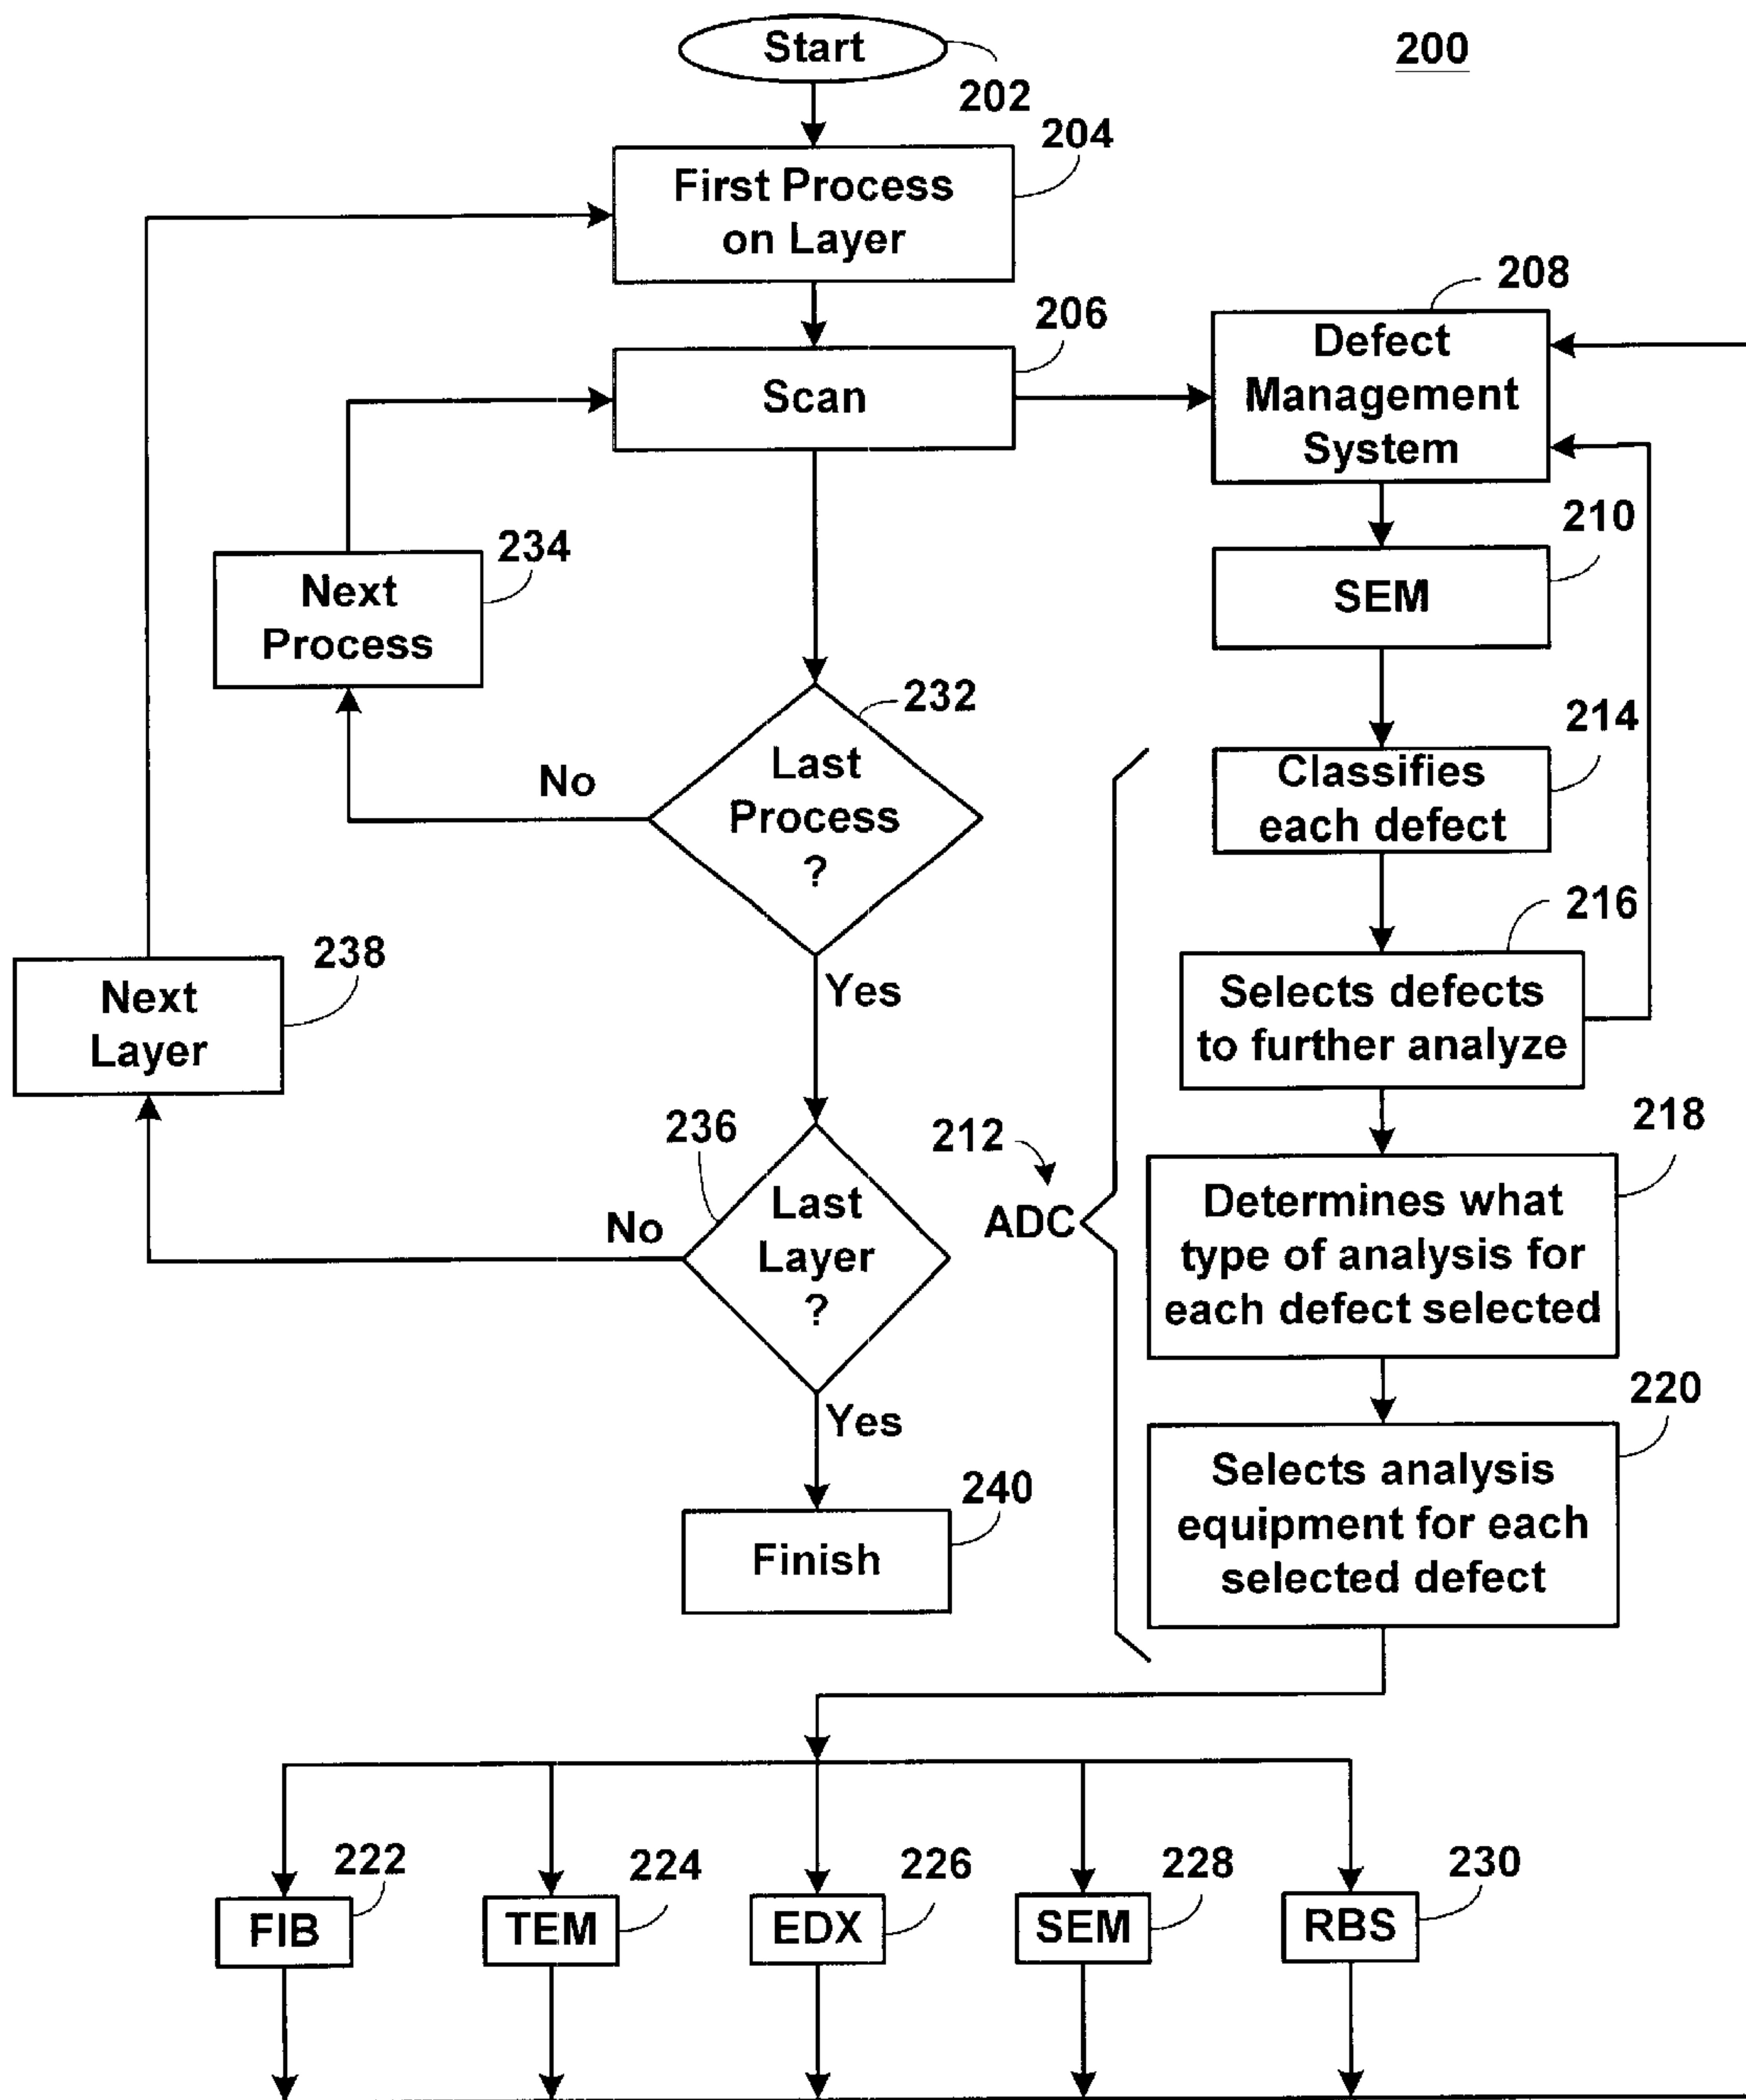 200
Start
202
204
First Process
on Layer
206
Scan
208
Defect
Management
System
210
SEM
234
Next
Process
232
Last
Process
?
No
Yes
214
Classifies
each defect
216
Selects defects
to further analyze
238
Next
Layer
236
Last
Layer
?
No
Yes
212
ADC
218
Determines what
type of analysis for
each defect selected
220
Selects analysis
equipment for each
selected defect
240
Finish
222
FIB
224
TEM
226
EDX
228
SEM
230
RBS